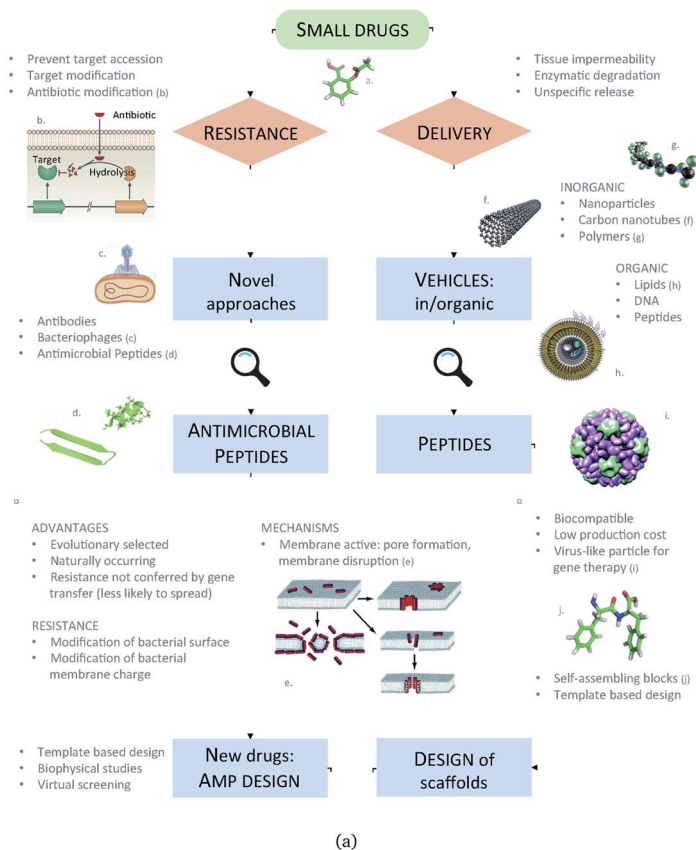 SMALL DRUGS
• Prevent target accession
• Target modification
• Antibiotic modification (b)
a.
• Tissue impermeability
• Enzymatic degradation
• Unspecific release
b.
Antibiotic
Target
Hydrolysis
RESISTANCE
DELIVERY
g.
f.
INORGANIC
• Nanoparticles
• Carbon nanotubes (f)
• Polymers (g)
c.
Novel
approaches
VEHICLES:
in/organic
ORGANIC
• Lipids (h)
• DNA
• Peptides
• Antibodies
• Bacteriophages (c)
• Antimicrobial Peptides (d)
h.
d.
ANTIMICROBIAL
PEPTIDES
PEPTIDES
i.
ADVANTAGES
• Evolutionary selected
• Naturally occurring
• Resistance not conferred by gene
transfer (less likely to spread)
RESISTANCE
• Modification of bacterial surface
• Modification of bacterial
membrane charge
MECHANISMS
• Membrane active: pore formation,
membrane disruption (e)
e.
• Biocompatible
• Low production cost
• Virus-like particle for
gene therapy (i)
j.
• Self-assembling blocks (j)
• Template based design
• Template based design
• Biophysical studies
• Virtual screening
New drugs:
AMP DESIGN
DESIGN of
scaffolds
(a)